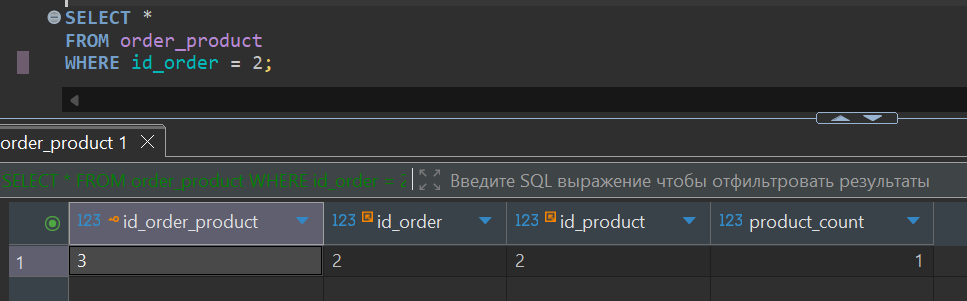 SELECT *
FROM order_product
WHERE id_order = 2;
order_product 1
SELECT * FROM order_product WHERE id_order = 2 Введите SQL выражение чтобы отфильтровать результаты
123 id_order_product 123 id_order 123 id_product 123 product_count
1 3 2 2 1